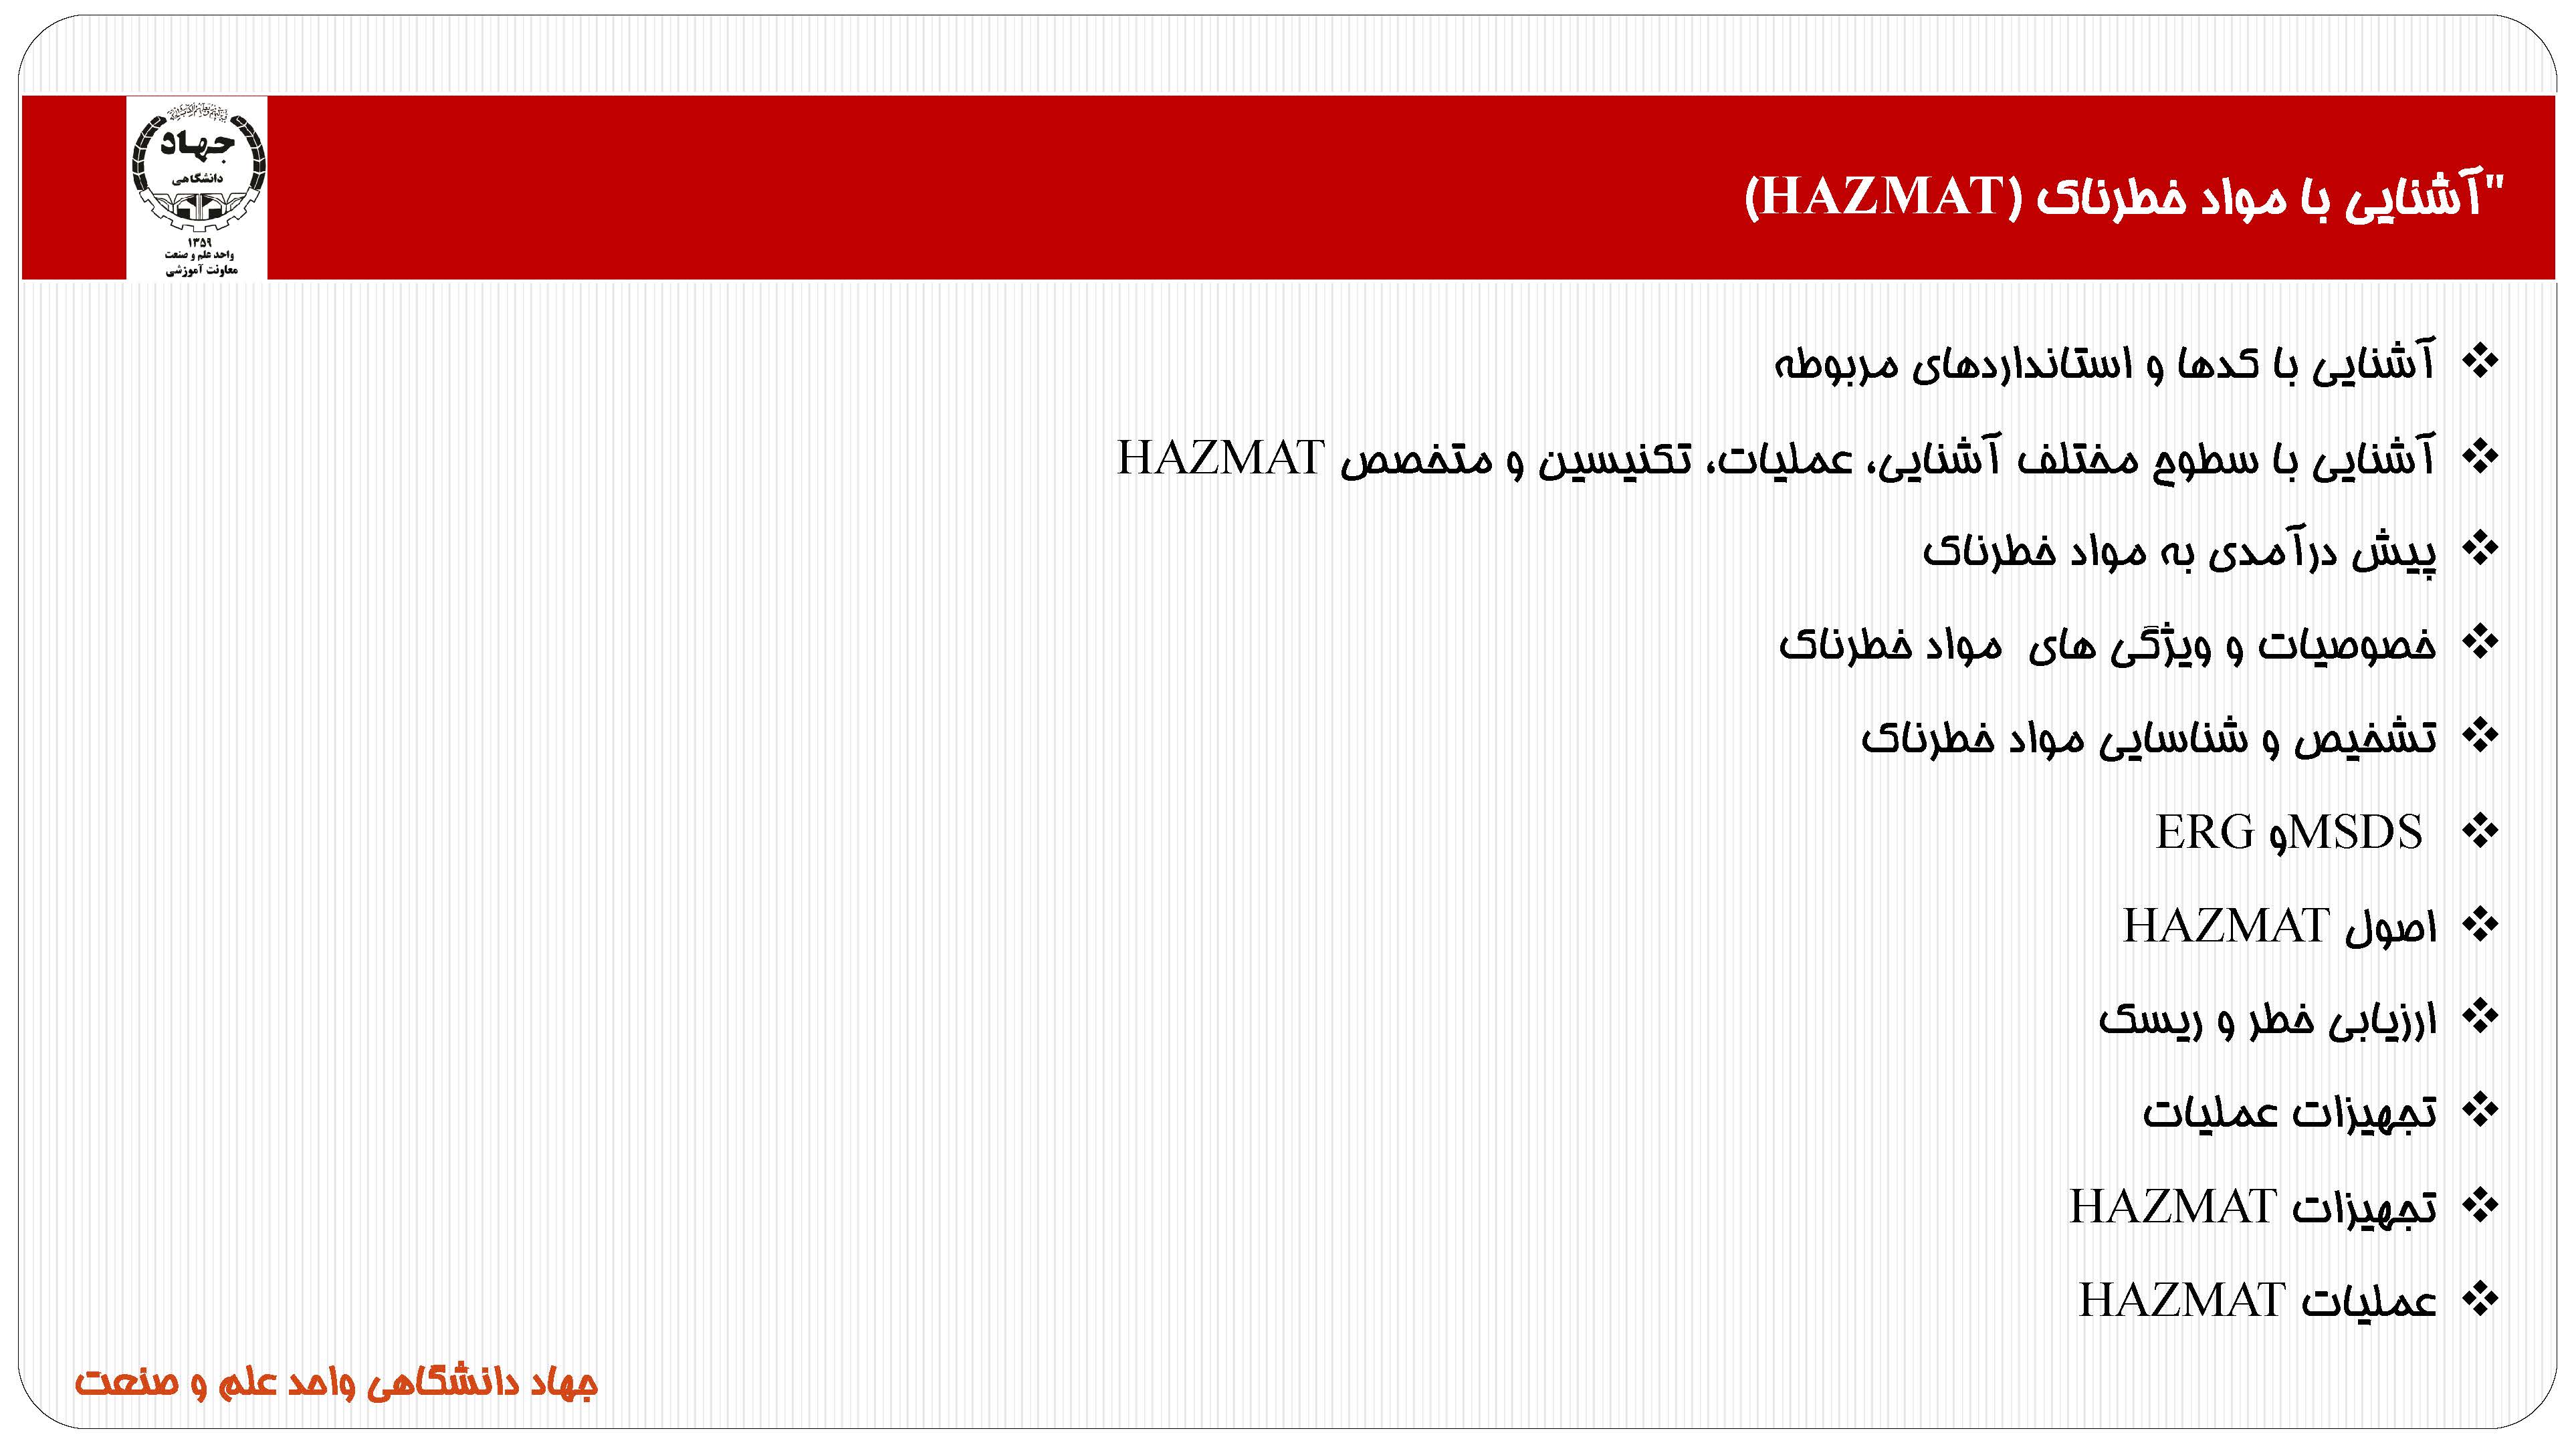 "آشنایی با مواد خطرناک (HAZMAT)
جهاد
دانشگاهی
۱۳۵۹
واحد علم و صنعت
معاونت آموزشی
❖ آشنایی با کدها و استانداردهای مربوطه
❖ آشنایی با سطوح مختلف آشنایی، عملیات، تکنیسین و متخصص HAZMAT
❖ پیش درآمدی به مواد خطرناک
❖ خصوصیات و ویژگی های مواد خطرناک
❖ تشخیص و شناسایی مواد خطرناک
❖ MSDSو ERG
❖ اصول HAZMAT
❖ ارزیابی خطر و ریسک
❖ تجهیزات عملیات
❖ تجهیزات HAZMAT
❖ عملیات HAZMAT
جهاد دانشگاهی واحد علم و صنعت